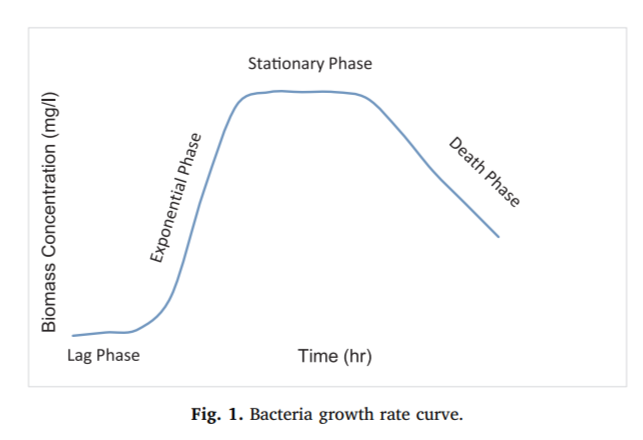 Stationary Phase
Biomass Concentration (mg/l)
Exponential Phase
Death Phase
Lag Phase
Time (hr)
Fig. 1. Bacteria growth rate curve.